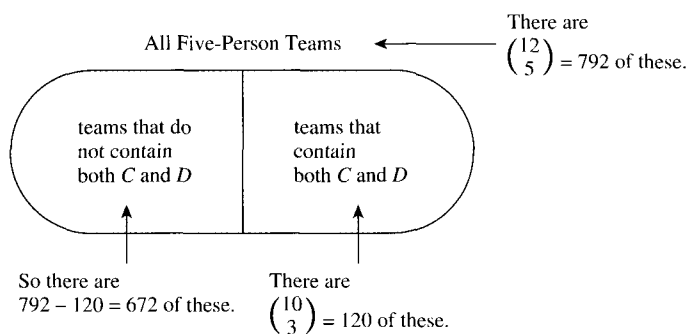 There are
All Five-Person Teams
(12
5) = 792 of these.
teams that do
not contain
both C and D
teams that
contain
both C and D
So there are
792 – 120 = 672 of these.
There are
(10
3) = 120 of these.